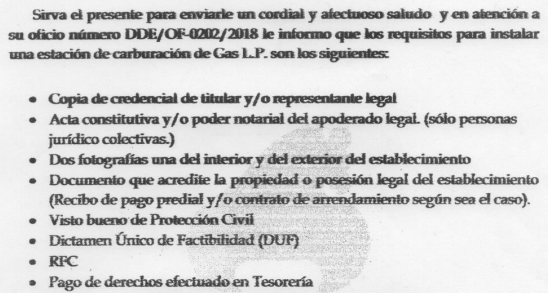 Sirva el presente para enviarle un cordial y afectuoso saludo y en atención a
su oficio número DDE/OF-0202/2018 le informo que los requisitos para instalar
una estación de carburación de Gas L.P. son los siguientes:
• Copia de credencial de titular y/o representante legal
• Acta constitutiva y/o poder notarial del apoderado legal. (sólo personas
jurídico colectivas.)
• Dos fotografías una del interior y del exterior del establecimiento
• Documento que acredite la propiedad o posesión legal del establecimiento
(Recibo de pago predial y/o contrato de arrendamiento según sea el caso).
• Visto bueno de Protección Civil
• Dictamen Único de Factibilidad (DUF)
• RFC
• Pago de derechos efectuado en Tesorería